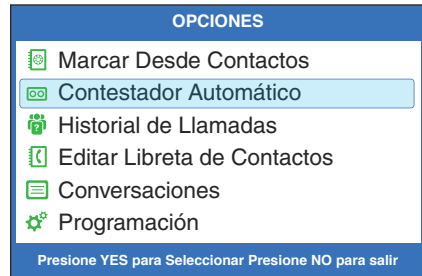 OPCIONES
Marcar Desde Contactos
Contestador Automático
Historial de Llamadas
Editar Libreta de Contactos
Conversaciones
Programación
Presione YES para Seleccionar Presione NO para salir